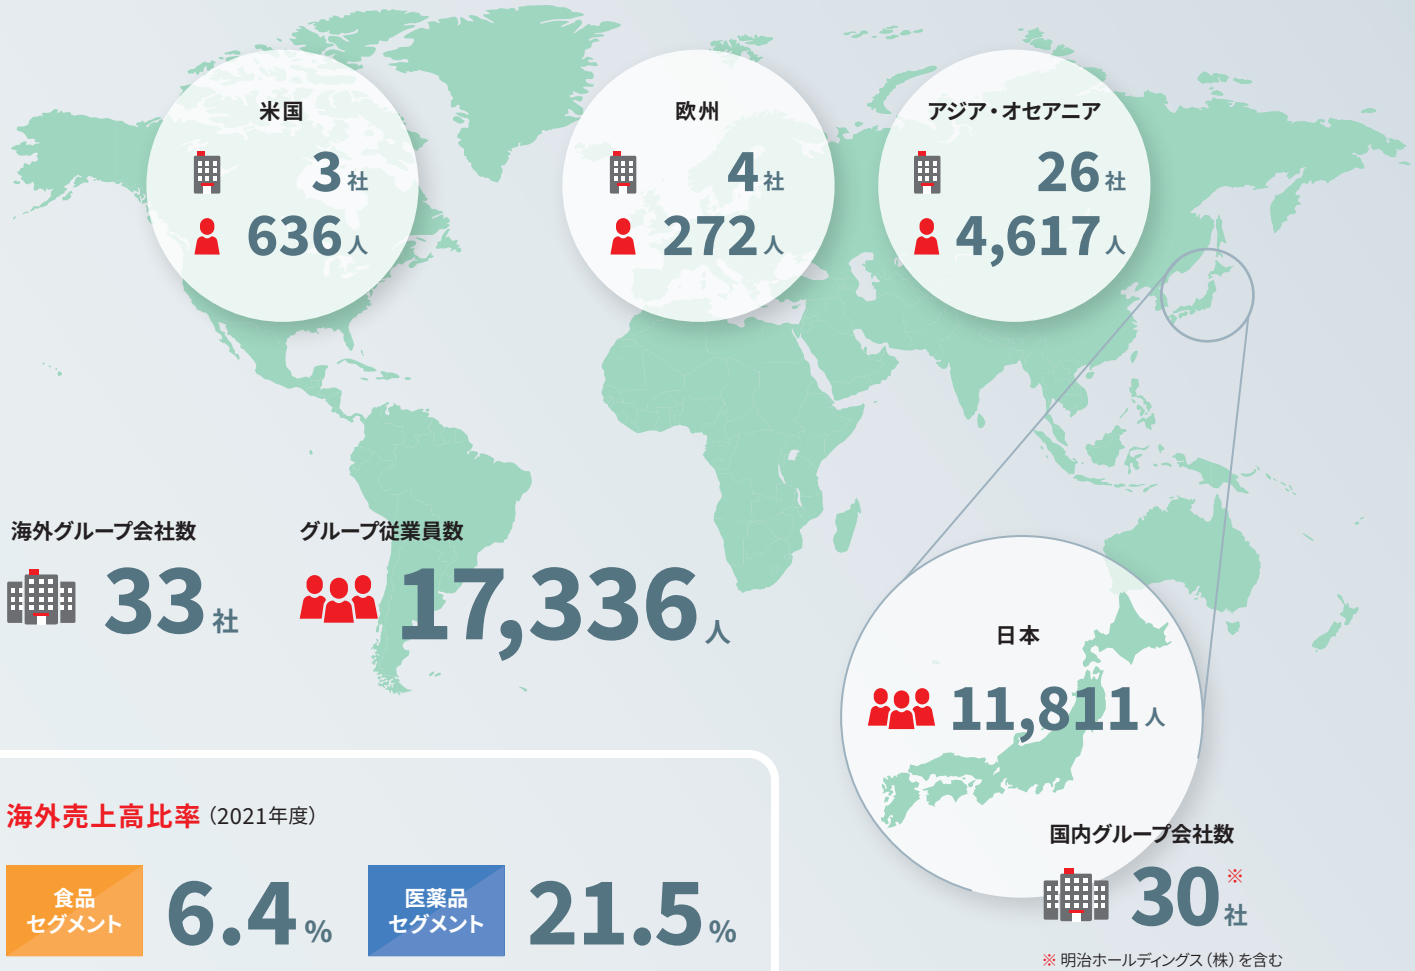 米国
3社
636人
欧州
4社
272人
アジア・オセアニア
26社
4,617人
海外グループ会社数
33社
グループ従業員数
17,336人
日本
11,811人
国内グループ会社数
30※社
※明治ホールディングス（株）を含む
海外売上高比率（2021年度）
食品
セグメント
6.4%
医薬品
セグメント
21.5%